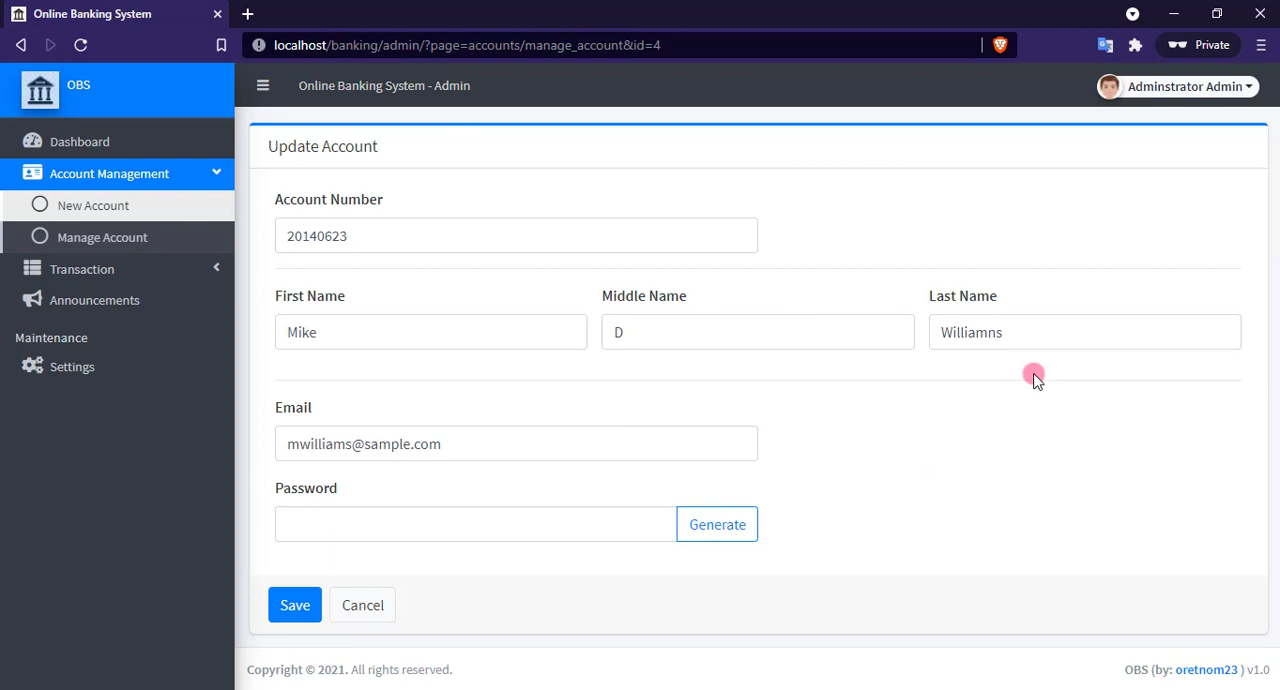 Online Banking System
localhost/banking/admin/?page=accounts/manage_account&id=4
Private
OBS
Online Banking System - Admin
Adminstrator Admin
Dashboard
Account Management
New Account
Manage Account
Transaction
Announcements
Maintenance
Settings
Update Account
Account Number
20140623
First Name Middle Name Last Name
Mike D Williamns
Email
mwilliams@sample.com
Password
Generate
Save Cancel
Copyright © 2021. All rights reserved. OBS (by: oretnom23 ) v1.0